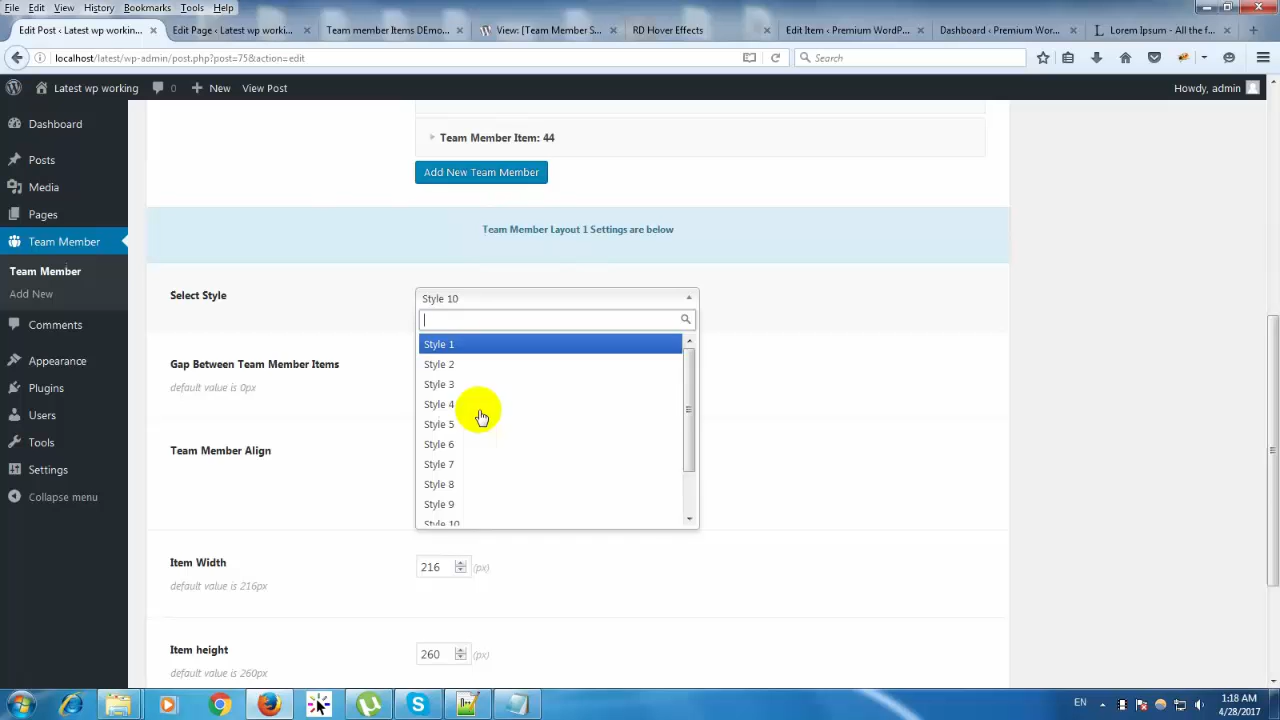 File Edit View History Bookmarks Tools Help
Edit Post ‹ Latest wp workin... × Edit Page ‹ Latest wp worki... × Team member Items DEmo... × View: [Team Member S... × RD Hover Effects × Edit Item ‹ Premium WordP... × Dashboard ‹ Premium Wor... × Lorem Ipsum - All the f... ×
localhost/latest/wp-admin/post.php?post=75&action=edit Search
Latest wp working 0 New View Post Howdy, admin
Dashboard
Posts
Media
Pages
Team Member
Team Member
Add New
Comments
Appearance
Plugins
Users
Tools
Settings
Collapse menu
Team Member Item: 44
Add New Team Member
Team Member Layout 1 Settings are below
Select Style
Style 10
Style 1
Style 2
Style 3
Style 4
Style 5
Style 6
Style 7
Style 8
Style 9
Style 10
Gap Between Team Member Items
default value is 0px
Team Member Align
Item Width
default value is 216px
216 (px)
Item height
default value is 260px
260 (px)
EN 1:18 AM
4/28/2017